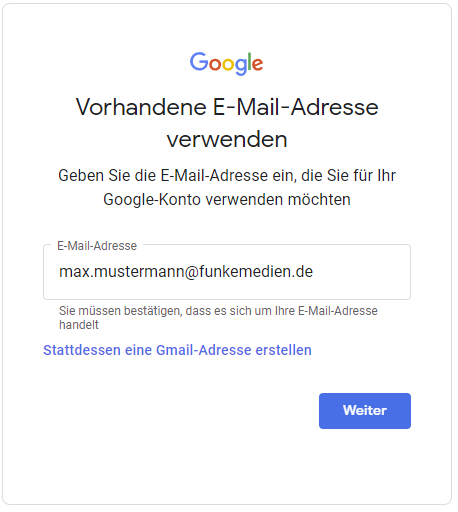 Google
Vorhandene E-Mail-Adresse
verwenden
Geben Sie die E-Mail-Adresse ein, die Sie für Ihr
Google-Konto verwenden möchten
E-Mail-Adresse
max.mustermann@funkemedien.de
Sie müssen bestätigen, dass es sich um Ihre E-Mail-Adresse
handelt
Stattdessen eine Gmail-Adresse erstellen
Weiter